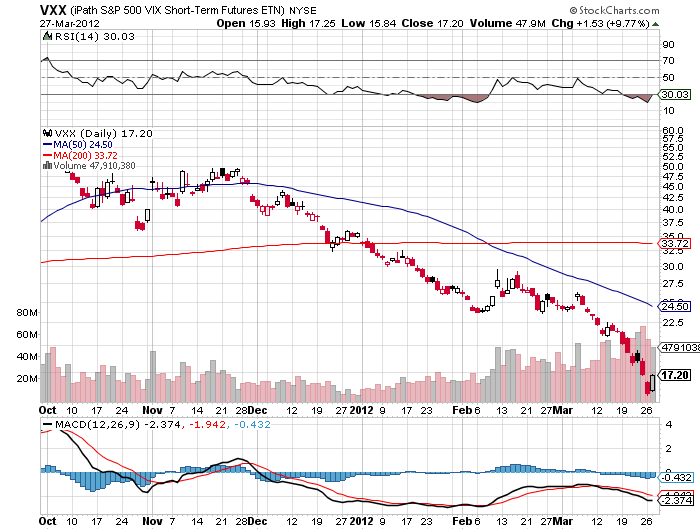 VXX (iPath S&P 500 VIX Short-Term Futures ETN) NYSE
© StockCharts.com
27-Mar-2012 Open 15.93 High 17.25 Low 15.84 Close 17.20 Volume 47.9M Chg +1.53 (+9.77%)
RSI(14) 30.03
90
70
50
30.03
10
VXX (Daily) 17.20
MA(50) 24.50
MA(200) 33.72
Volume 47,910,380
60.0
57.5
55.0
52.5
50.0
47.5
45.0
42.5
40.0
37.5
35.0
33.72
32.5
30.0
27.5
24.50
22.5
4791038
17.20
80M
60M
40M
20M
Oct 10 17 24 Nov 7 14 21 28 Dec 12 19 27 2012 9 17 23 Feb 6 13 21 27 Mar 12 19 26
MACD(12,26,9) -2.374, -1.942, -0.432
4
2
0
-0.432
-1.942
-2.374
-4
Oct 10 17 24 Nov 7 14 21 28 Dec 12 19 27 2012 9 17 23 Feb 6 13 21 27 Mar 12 19 26